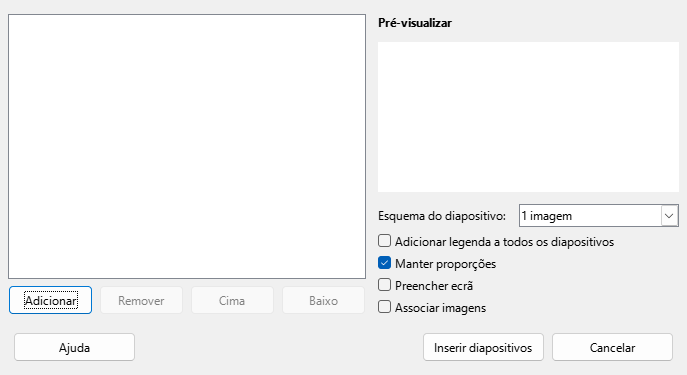 Pré-visualizar
Esquema do diapositivo: 1 imagem
Adicionar legenda a todos os diapositivos
Manter proporções
Preencher ecrã
Associar imagens
Adicionar Remover Cima Baixo
Ajuda Inserir diapositivos Cancelar